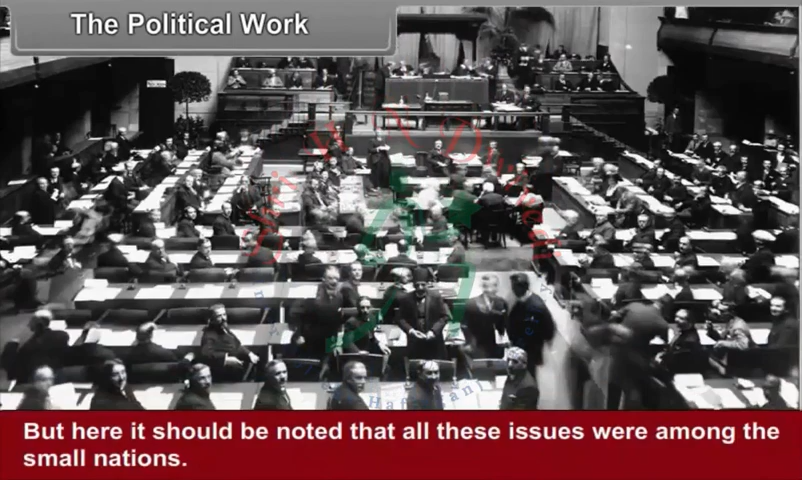 The Political Work
But here it should be noted that all these issues were among the
small nations.